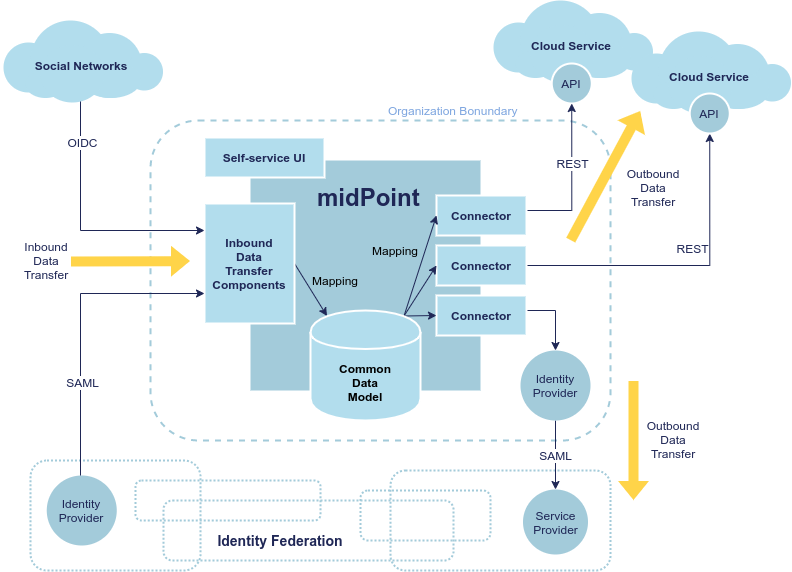 Cloud Service
Social Networks
Cloud Service
API
API
Organization Bonundary
OIDC
Self-service UI
REST
Outbound
Data
Transfer
midPoint
Connector
Inbound
Data
Transfer
Inbound
Data
Transfer
Components
Mapping
REST
Connector
Mapping
Connector
Common
Data
Model
SAML
Identity
Provider
Outbound
Data
Transfer
SAML
Identity
Provider
Identity Federation
Service
Provider